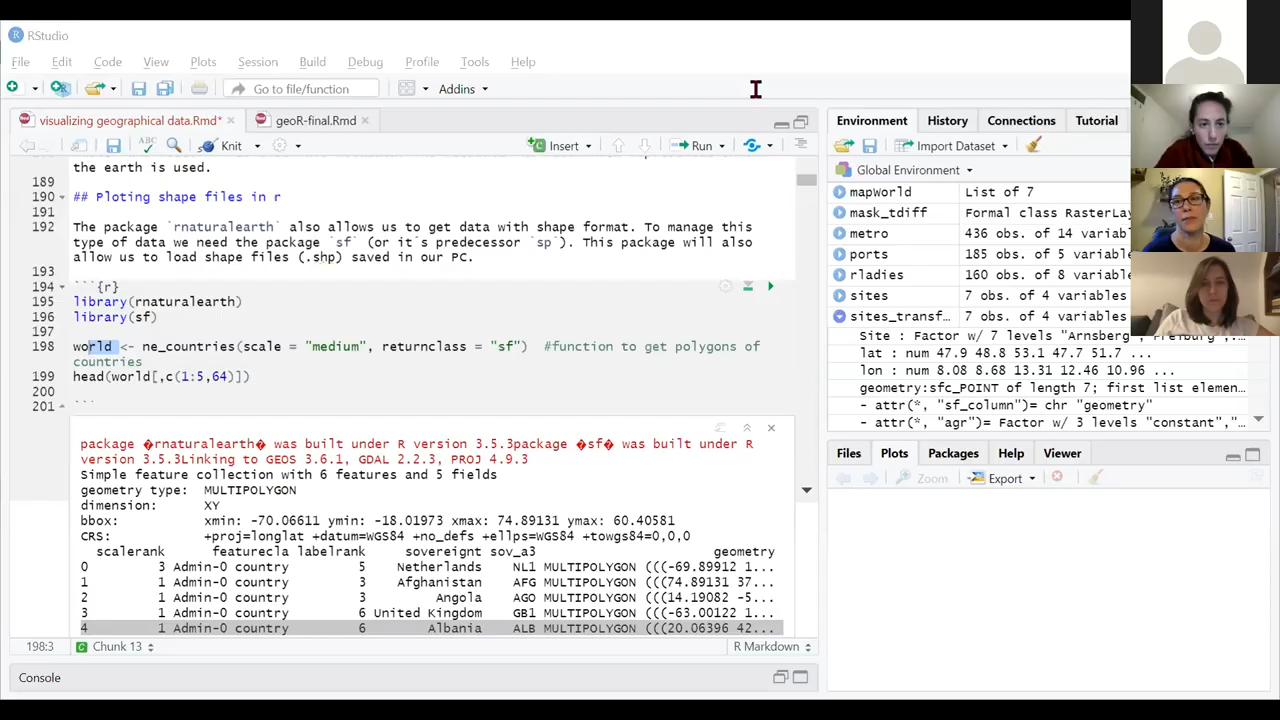 RStudio
File Edit Code View Plots Session Build Debug Profile Tools Help
Go to file/function Addins
visualizing geographical data.Rmd* geoR-final.Rmd
ABC Knit Insert Run
the earth is used.
189
190 ## Ploting shape files in r
191
192 The package `rnaturalearth` also allows us to get data with shape format. To manage this
type of data we need the package `sf` (or it`s predecessor `sp`). This package will also
allow us to load shape files (.shp) saved in our PC.
193
194 ```{r}
195 library(rnaturalearth)
196 library(sf)
197
198 world <- ne_countries(scale = "medium", returnclass = "sf") #function to get polygons of
countries
199 head(world[,c(1:5,64)])
200
201 ```
package �rnaturalearth� was built under R version 3.5.3package �sf� was built under R
version 3.5.3Linking to GEOS 3.6.1, GDAL 2.2.3, PROJ 4.9.3
Simple feature collection with 6 features and 5 fields
geometry type: MULTIPOLYGON
dimension: XY
bbox: xmin: -70.06611 ymin: -18.01973 xmax: 74.89131 ymax: 60.40581
CRS: +proj=longlat +datum=WGS84 +no_defs +ellps=WGS84 +towgs84=0,0,0
scalerank featurecla labelrank sovereignt sov_a3 geometry
0 3 Admin-0 country 5 Netherlands NL1 MULTIPOLYGON (((-69.89912 1...
1 1 Admin-0 country 3 Afghanistan AFG MULTIPOLYGON (((74.89131 37...
2 1 Admin-0 country 3 Angola AGO MULTIPOLYGON (((14.19082 -5...
3 1 Admin-0 country 6 United Kingdom GB1 MULTIPOLYGON (((-63.00122 1...
4 1 Admin-0 country 6 Albania ALB MULTIPOLYGON (((20.06396 42...
198:3 Chunk 13 R Markdown
Console
Environment History Connections Tutorial
Import Dataset
Global Environment
mapWorld List of 7
mask_tdiff Formal class RasterLay
metro 436 obs. of 14 variab
ports 185 obs. of 5 variabl
rladies 160 obs. of 8 variabl
sites 7 obs. of 4 variables
sites_transf… 7 obs. of 4 variables
Site : Factor w/ 7 levels
lat : num 47.9 48.8 53.1 47.7 51.7 ...
lon : num 8.08 8.68 13.31 12.46 10.96 ...
geometry:sfc_POINT of length 7; first list elemen…
- attr(*, "sf_column")= chr "geometry"
- attr(*, "agr")= Factor w/ 3 levels "constant","…
Files Plots Packages Help Viewer
Zoom Export